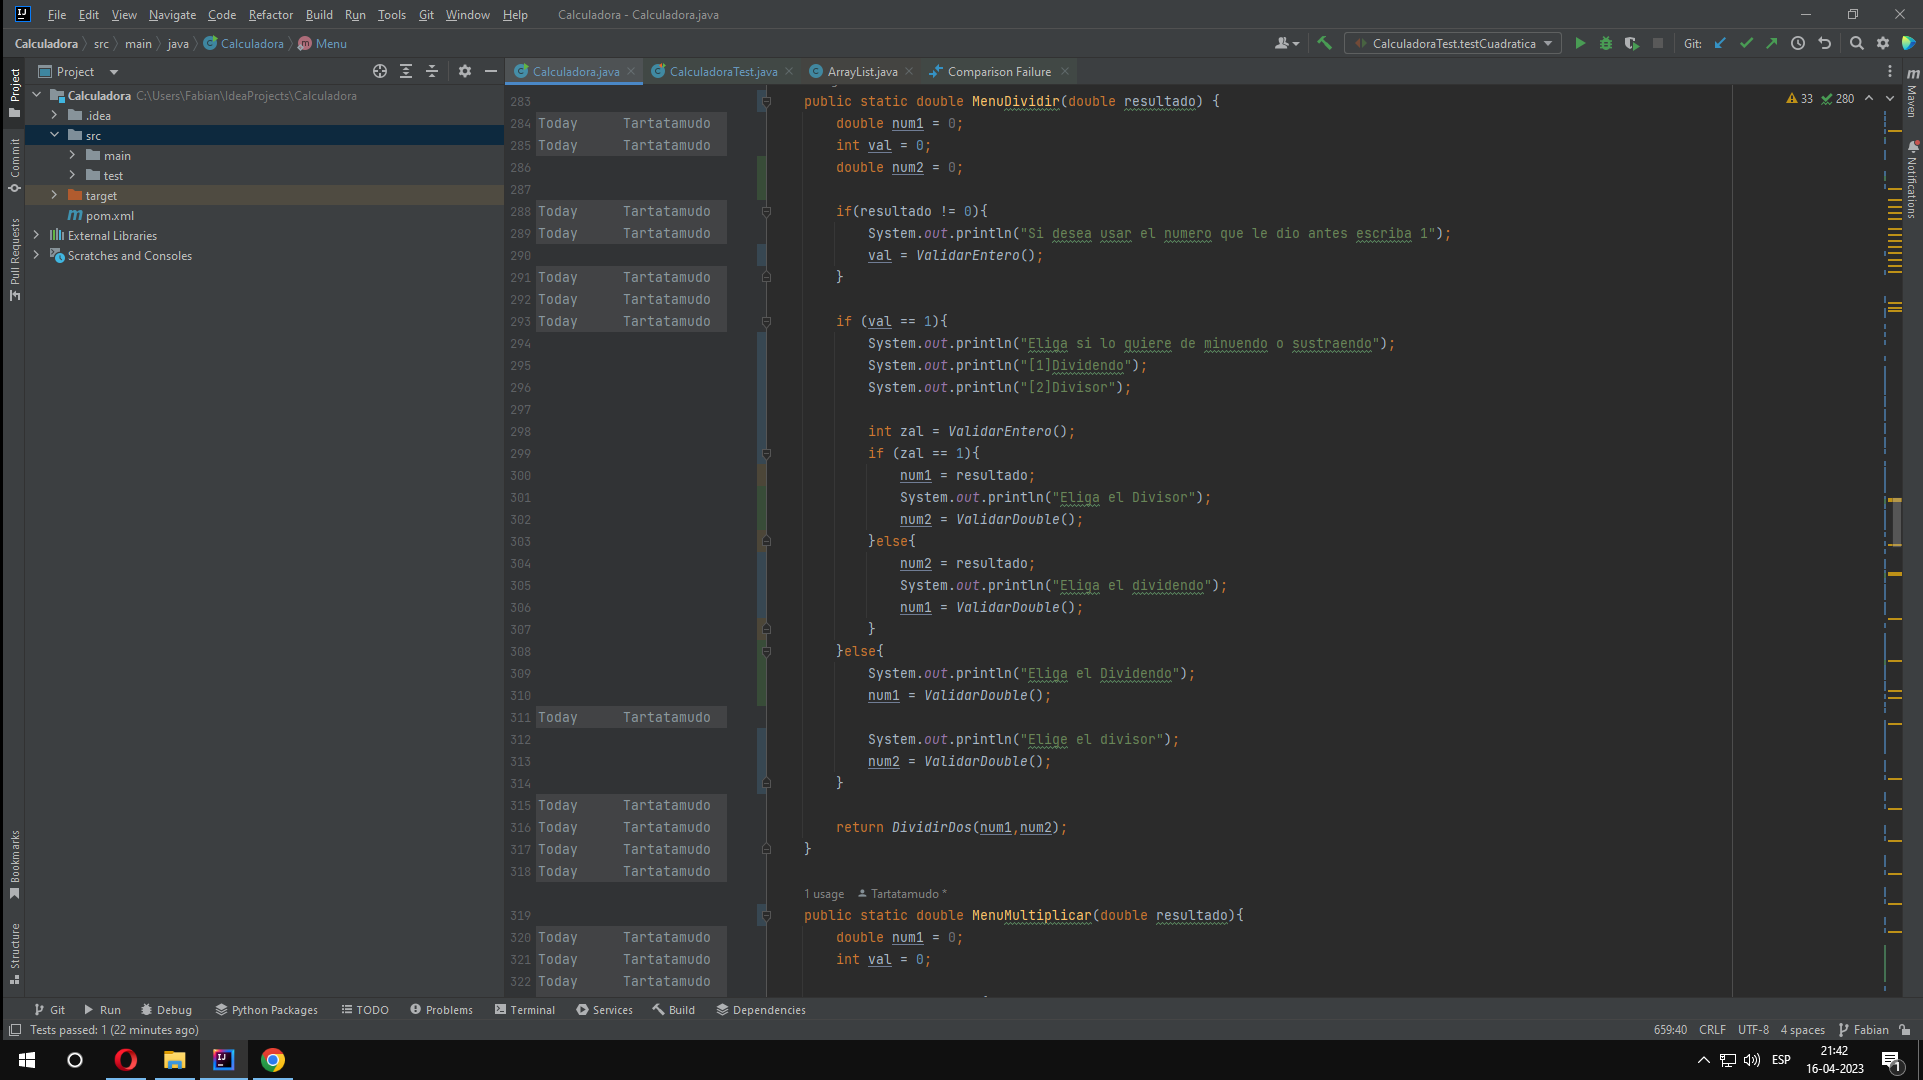 File Edit View Navigate Code Refactor Build Run Tools Git Window Help Calculadora - Calculadora.java
Calculadora src main java Calculadora Menu CalculadoraTest.testCuadratica Git:
Project Calculadora.java CalculadoraTest.java ArrayList.java Comparison Failure
Calculadora C:\Users\Fabian\IdeaProjects\Calculadora
.idea
src
main
test
target
pom.xml
External Libraries
Scratches and Consoles
Project
Commit
Pull Requests
Bookmarks
Structure
Maven
Notifications
33 280
283 public static double MenuDividir(double resultado) {
284 Today Tartatamudo double num1 = 0;
285 Today Tartatamudo int val = 0;
286 double num2 = 0;
287
288 Today Tartatamudo if(resultado != 0){
289 Today Tartatamudo System.out.println("Si desea usar el numero que le dio antes escriba 1");
290 val = ValidarEntero();
291 Today Tartatamudo }
292 Today Tartatamudo
293 Today Tartatamudo if (val == 1){
294 System.out.println("Eliga si lo quiere de minuendo o sustraendo");
295 System.out.println("[1]Dividendo");
296 System.out.println("[2]Divisor");
297
298 int zal = ValidarEntero();
299 if (zal == 1){
300 num1 = resultado;
301 System.out.println("Eliga el Divisor");
302 num2 = ValidarDouble();
303 }else{
304 num2 = resultado;
305 System.out.println("Eliga el dividendo");
306 num1 = ValidarDouble();
307 }
308 }else{
309 System.out.println("Eliga el Dividendo");
310 num1 = ValidarDouble();
311 Today Tartatamudo
312 System.out.println("Elige el divisor");
313 num2 = ValidarDouble();
314 }
315 Today Tartatamudo
316 Today Tartatamudo return DividirDos(num1,num2);
317 Today Tartatamudo }
318 Today Tartatamudo
1 usage Tartatamudo *
319 public static double MenuMultiplicar(double resultado){
320 Today Tartatamudo double num1 = 0;
321 Today Tartatamudo int val = 0;
322 Today Tartatamudo
Git Run Debug Python Packages TODO Problems Terminal Services Build Dependencies
Tests passed: 1 (22 minutes ago) 659:40 CRLF UTF-8 4 spaces Fabian
ESP 21:42
16-04-2023
1